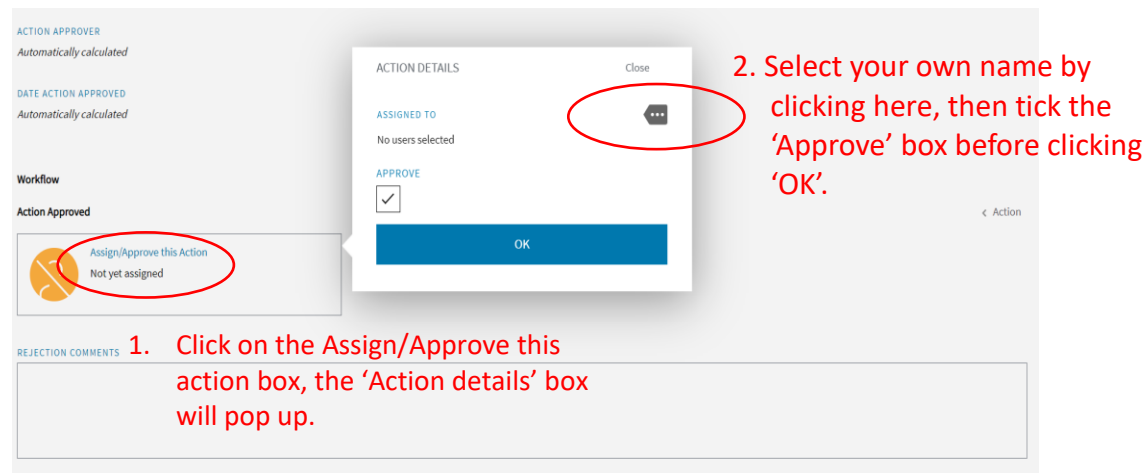 ACTION APPROVER
Automatically calculated
DATE ACTION APPROVED
Automatically calculated
Workflow
Action Approved
Assign/Approve this Action
Not yet assigned
ACTION DETAILS
Close
ASSIGNED TO
No users selected
APPROVE
OK
2. Select your own name by
clicking here, then tick the
‘Approve’ box before clicking
‘OK’.
< Action
REJECTION COMMENTS
1. Click on the Assign/Approve this
action box, the ‘Action details’ box
will pop up.